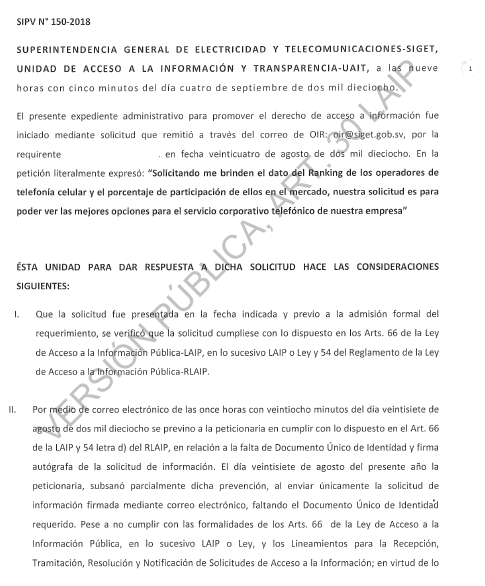 SIPV N° 150-2018
SUPERINTENDENCIA GENERAL DE ELECTRICIDAD Y TELECOMUNICACIONES-SIGET,
UNIDAD DE ACCESO A LA INFORMACIÓN Y TRANSPARENCIA-UAIT, a las nueve
1
horas con cinco minutos del día cuatro de septiembre de dos mil dieciocho.
El presente expediente administrativo para promover el derecho de acceso a información fue
iniciado mediante solicitud que remitió a través del correo de OIR: oir@siget.gob.sv, por la
requirente . en fecha veinticuatro de agosto de dos mil dieciocho. En la
petición literalmente expresó: “Solicitando me brinden el dato del Ranking de los operadores de
telefonía celular y el porcentaje de participación de ellos en el mercado, nuestra solicitud es para
poder ver las mejores opciones para el servicio corporativo telefónico de nuestra empresa”
ÉSTA UNIDAD PARA DAR RESPUESTA A DICHA SOLICITUD HACE LAS CONSIDERACIONES
SIGUIENTES:
I. Que la solicitud fue presentada en la fecha indicada y previo a la admisión formal del
requerimiento, se verificó que la solicitud cumpliese con lo dispuesto en los Arts. 66 de la Ley
de Acceso a la Información Pública-LAIP, en lo sucesivo LAIP o Ley y 54 del Reglamento de la Ley
de Acceso a la Información Pública-RLAIP.
II. Por medio de correo electrónico de las once horas con veintiocho minutos del día veintisiete de
agosto de dos mil dieciocho se previno a la peticionaria en cumplir con lo dispuesto en el Art. 66
de la LAIP y 54 letra d) del RLAIP, en relación a la falta de Documento Único de Identidad y firma
autógrafa de la solicitud de información. El día veintisiete de agosto del presente año la
peticionaria, subsanó parcialmente dicha prevención, al enviar únicamente la solicitud de
información firmada mediante correo electrónico, faltando el Documento Único de Identidad
requerido. Pese a no cumplir con las formalidades de los Arts. 66 de la Ley de Acceso a la
Información Pública, en lo sucesivo LAIP o Ley, y los Lineamientos para la Recepción,
Tramitación, Resolución y Notificación de Solicitudes de Acceso a la Información; en virtud de lo
VERSIÓN PÚBLICA, ART. 30 LAIP